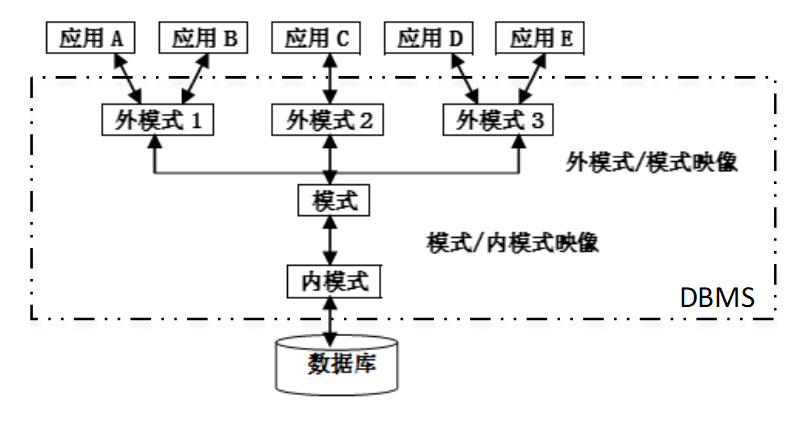 应用 A
应用 B
应用 C
应用 D
应用 E
外模式 1
外模式 2
外模式 3
外模式/模式映像
模式
模式/内模式映像
内模式
DBMS
数据库